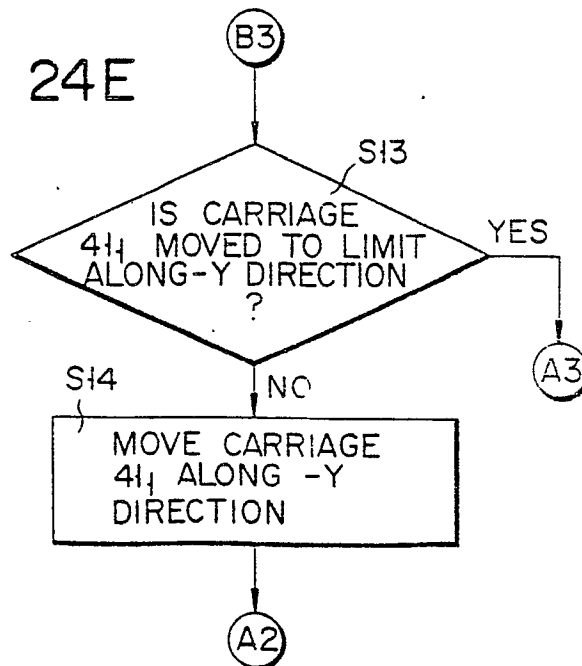 B3
24E
S13
IS CARRIAGE
41₁ MOVED TO LIMIT
ALONG-Y DIRECTION
?
YES
A3
S14
NO
MOVE CARRIAGE
41₁ ALONG -Y
DIRECTION
A2